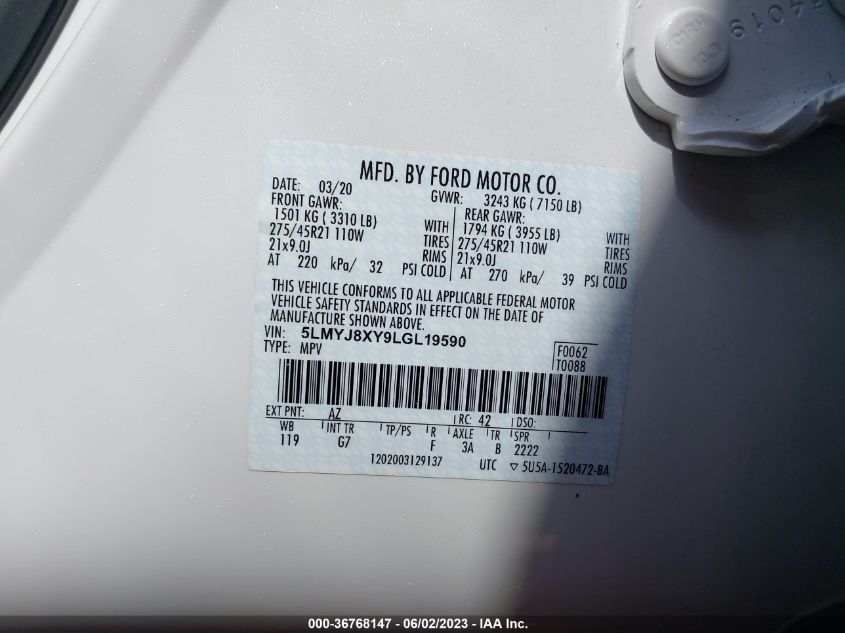 34019
MFD. BY FORD MOTOR CO.
DATE: 03/20 GVWR: 3243 KG ( 7150 LB)
FRONT GAWR: REAR GAWR:
1501 KG ( 3310 LB) WITH 1794 KG ( 3955 LB) WITH
275/45R21 110W TIRES 275/45R21 110W TIRES
21x9.0J RIMS 21x9.0J RIMS
AT 220 kPa/ 32 PSI COLD AT 270 kPa/ 39 PSI COLD
THIS VEHICLE CONFORMS TO ALL APPLICABLE FEDERAL MOTOR
VEHICLE SAFETY STANDARDS IN EFFECT ON THE DATE OF
MANUFACTURE SHOWN ABOVE.
VIN: 5LMYJ8XY9LGL19590
TYPE: MPV
F0062
T0088
EXT PNT: AZ RC: 42 DSO:
WB INT TR TP/PS R AXLE TR SPR
119 G7 F 3A B 2222
1202003129137 UTC ▽ 5U5A-1520472-BA
000-36768147 - 06/02/2023 - IAA Inc.